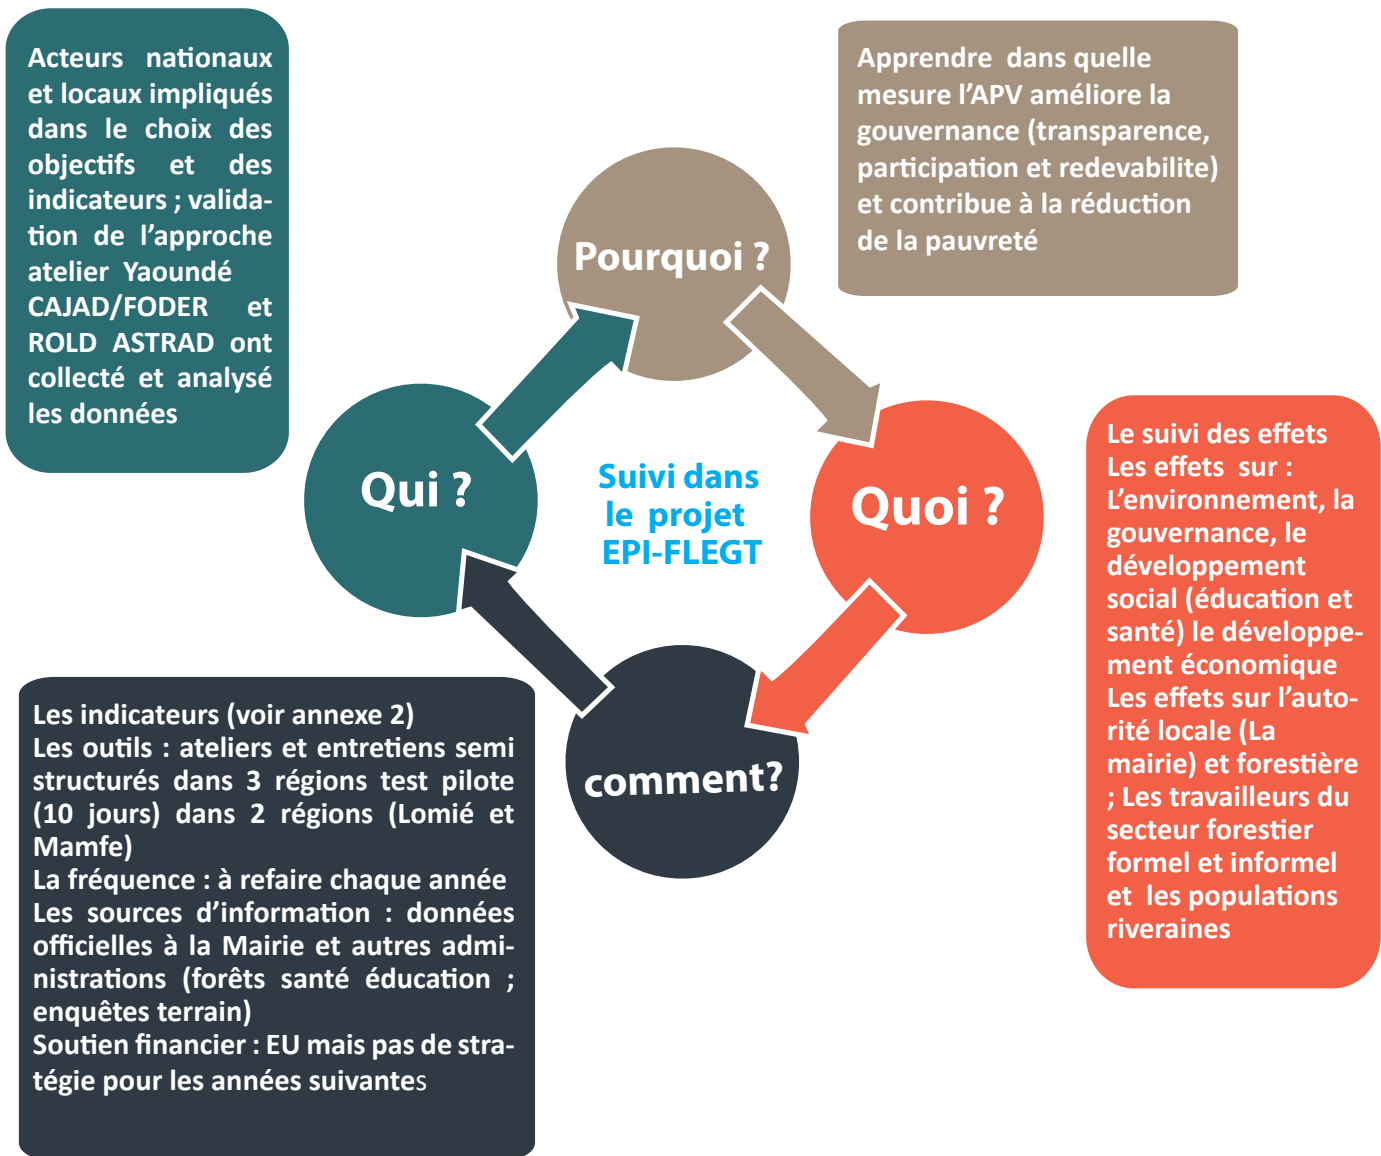 Acteurs nationaux
et locaux impliqués
dans le choix des
objectifs et des
indicateurs ; valida-
tion de l’approche
atelier Yaoundé
CAJAD/FODER et
ROLD ASTRAD ont
collecté et analysé
les données
Apprendre dans quelle
mesure l’APV améliore la
gouvernance (transparence,
participation et redevabilite)
et contribue à la réduction
de la pauvreté
Pourquoi ?
Qui ?
Suivi dans
le projet
EPI-FLEGT
Quoi ?
comment?
Le suivi des effets
Les effets sur :
L’environnement, la
gouvernance, le
développement
social (éducation et
santé) le développe-
ment économique
Les effets sur l’auto-
rité locale (La
mairie) et forestière
; Les travailleurs du
secteur forestier
formel et informel
et les populations
riveraines
Les indicateurs (voir annexe 2)
Les outils : ateliers et entretiens semi
structurés dans 3 régions test pilote
(10 jours) dans 2 régions (Lomié et
Mamfe)
La fréquence : à refaire chaque année
Les sources d’information : données
officielles à la Mairie et autres admi-
nistrations (forêts santé éducation ;
enquêtes terrain)
Soutien financier : EU mais pas de stra-
tégie pour les années suivantes